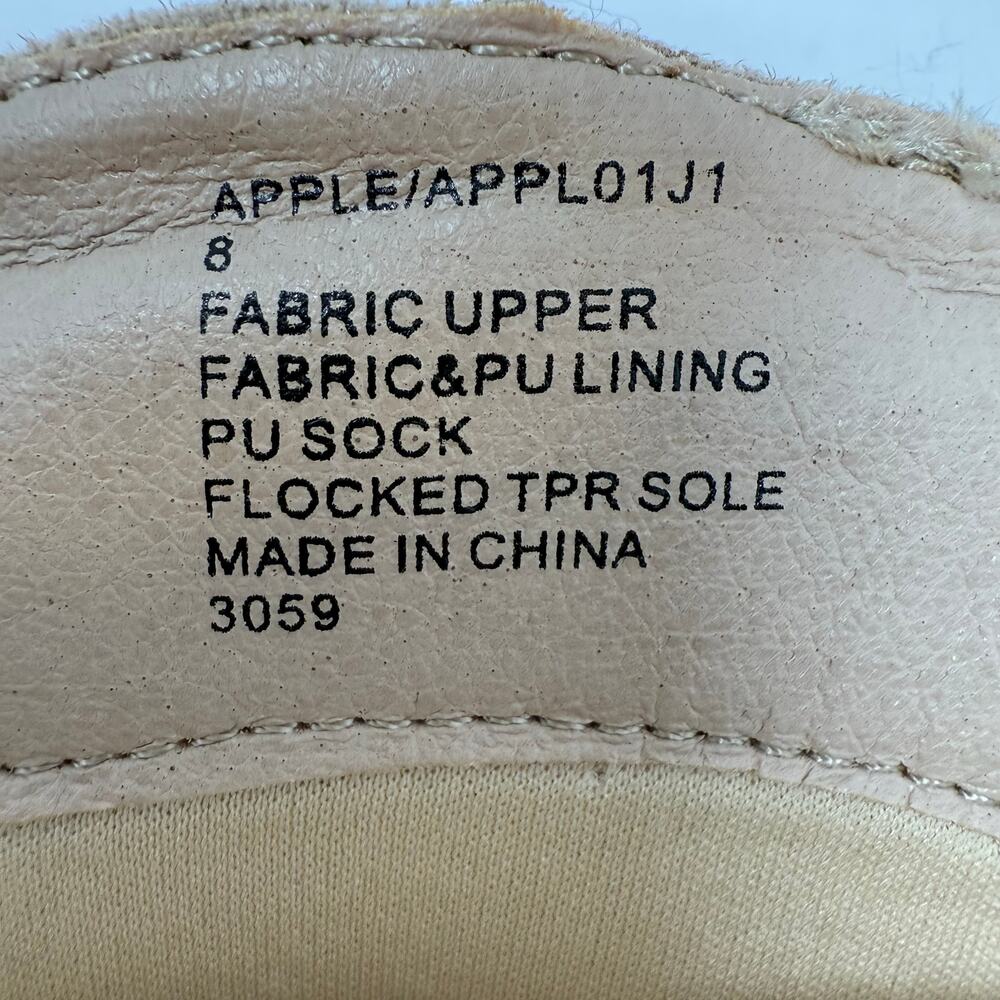 APPLE/APPL01J1
8
FABRIC UPPER
FABRIC&PU LINING
PU SOCK
FLOCKED TPR SOLE
MADE IN CHINA
3059